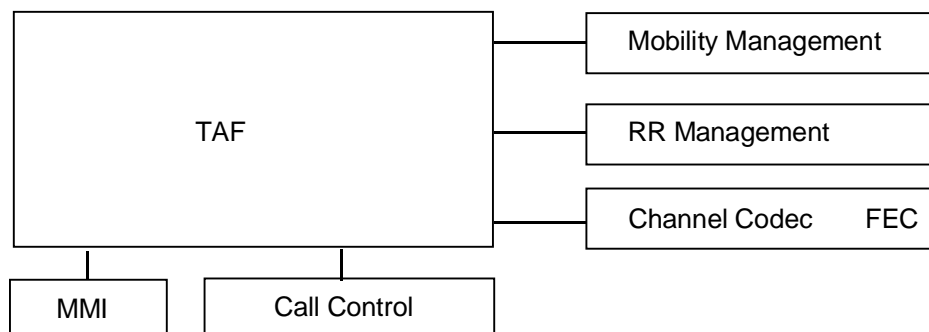 Mobility Management
TAF
RR Management
Channel Codec FEC
MMI
Call Control